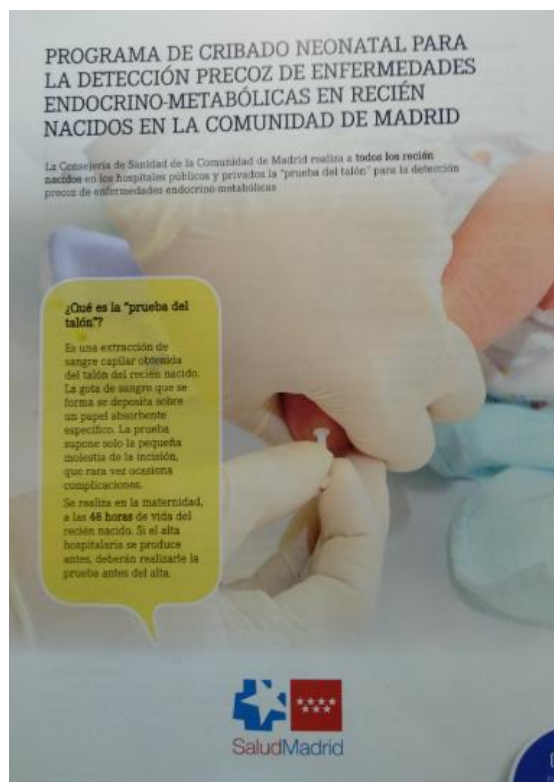 PROGRAMA DE CRIBADO NEONATAL PARA
LA DETECCIÓN PRECOZ DE ENFERMEDADES
ENDOCRINO-METABÓLICAS EN RECIÉN
NACIDOS EN LA COMUNIDAD DE MADRID
La Consejería de Sanidad de la Comunidad de Madrid realiza a todos los recién
nacidos en los hospitales públicos y privados la "prueba del talón" para la detección
precoz de enfermedades endocrino-metabólicas
¿Qué es la "prueba del
talón"?
Es una extracción de
sangre capilar obtenida
del talón del recién nacido.
La gota de sangre que se
forma se deposita sobre
un papel absorbente
específico. La prueba
supone solo la pequeña
molestia de la incisión,
que rara vez ocasiona
complicaciones.
Se realiza en la maternidad,
a las 48 horas de vida del
recién nacido. Si el alta
hospitalaria se produce
antes, deberán realizarle la
prueba antes del alta.
SaludMadrid